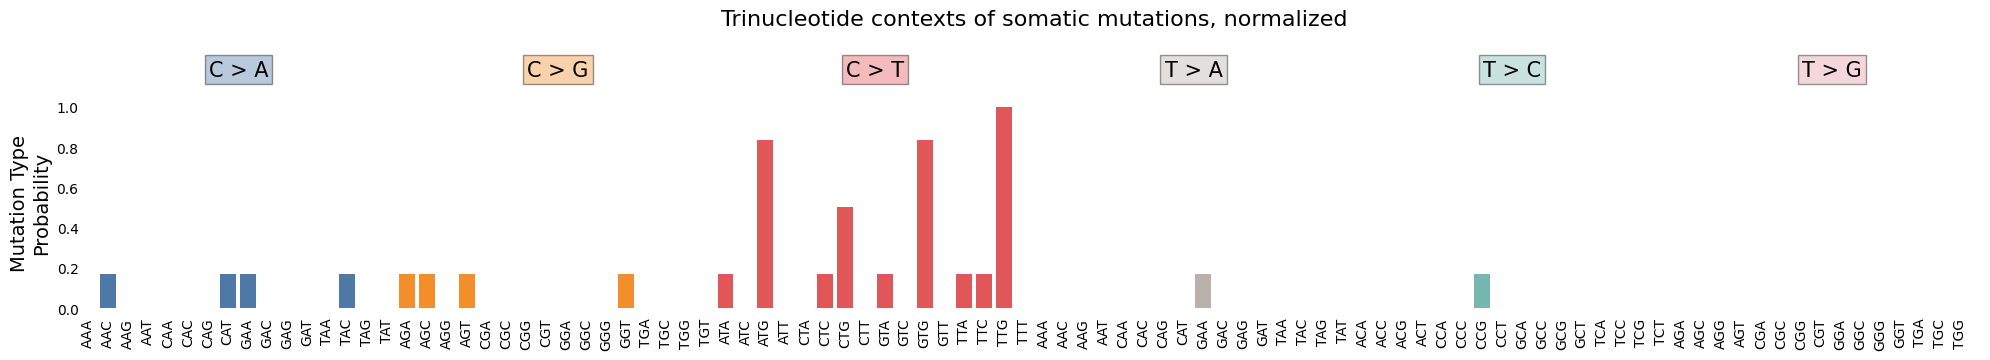 Trinucleotide contexts of somatic mutations, normalized
C > A C > G C > T T > A T > C T > G
Mutation Type
Probability
1.0
0.8
0.6
0.4
0.2
0.0
AAA AAC AAG AAT CAA CAC CAG CAT GAA GAC GAG GAT TAA TAC TAG TAT AGA AGC AGG AGT CGA CGC CGG CGT GGA GGC GGG GGT TGA TGC TGG TGT ATA ATC ATG ATT CTA CTC CTG CTT GTA GTC GTG GTT TTA TTC TTG TTT AAA AAC AAG AAT CAA CAC CAG CAT GAA GAC GAG GAT TAA TAC TAG TAT ACA ACC ACG ACT CCA CCC CCG CCT GCA GCC GCG GCT TCA TCC TCG TCT AGA AGC AGG AGT CGA CGC CGG CGT GGA GGC GGG GGT TGA TGC TGG